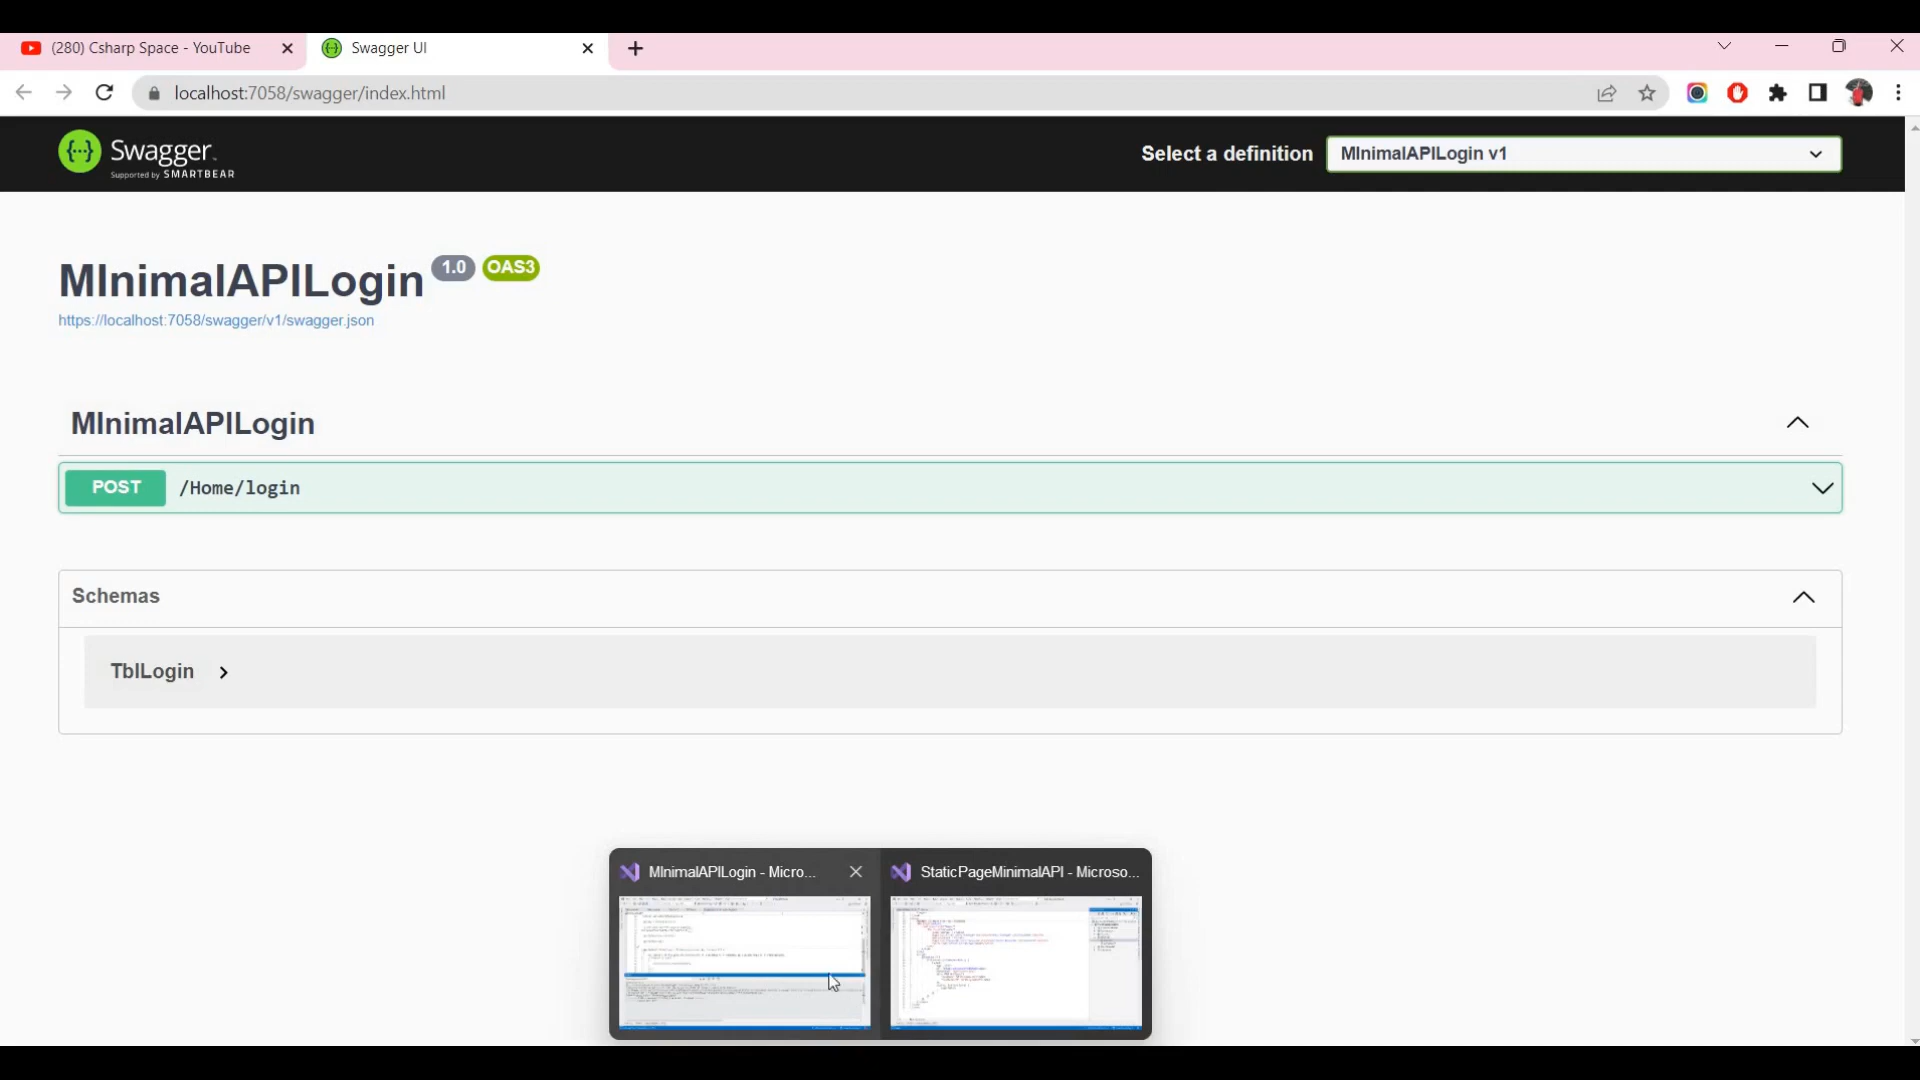 (280) Csharp Space - YouTube
Swagger UI
localhost:7058/swagger/index.html
Swagger
Supported by SMARTBEAR
Select a definition
MInimalAPILogin v1
MInimalAPILogin 1.0 OAS3
https://localhost:7058/swagger/v1/swagger.json
MInimalAPILogin
POST /Home/login
Schemas
TblLogin
MInimalAPILogin - Micro...
StaticPageMinimalAPI - Microso...